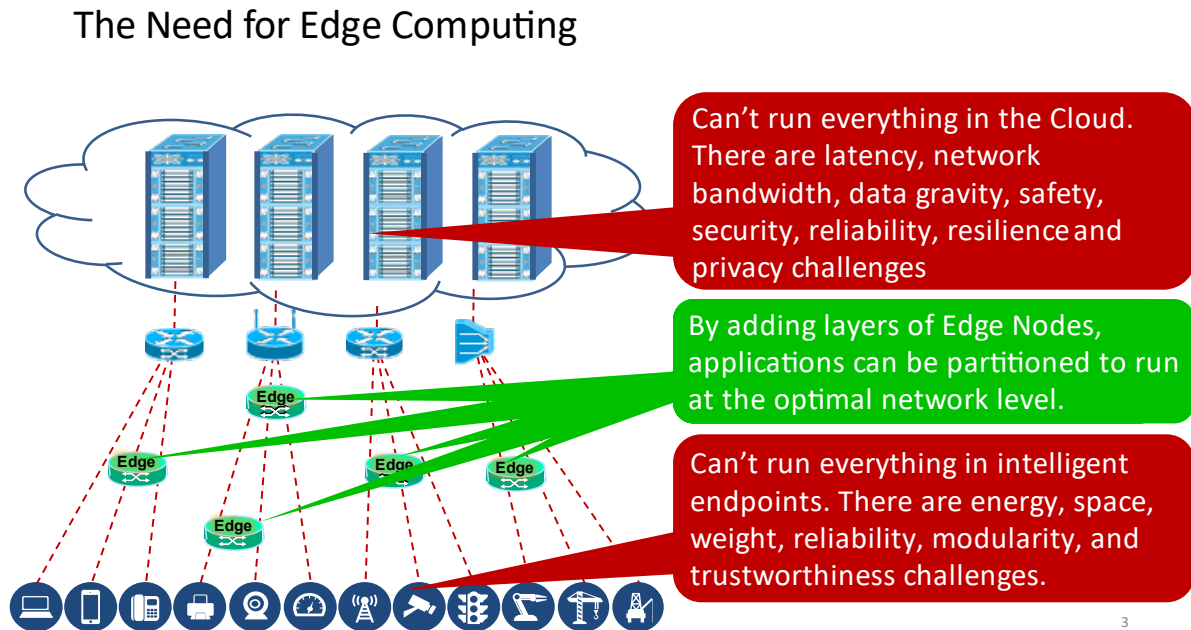 The Need for Edge Computing
Can’t run everything in the Cloud.
There are latency, network
bandwidth, data gravity, safety,
security, reliability, resilience and
privacy challenges
By adding layers of Edge Nodes,
applications can be partitioned to run
at the optimal network level.
Edge
Edge
Edge
Edge
Edge
Can’t run everything in intelligent
endpoints. There are energy, space,
weight, reliability, modularity, and
trustworthiness challenges.
3